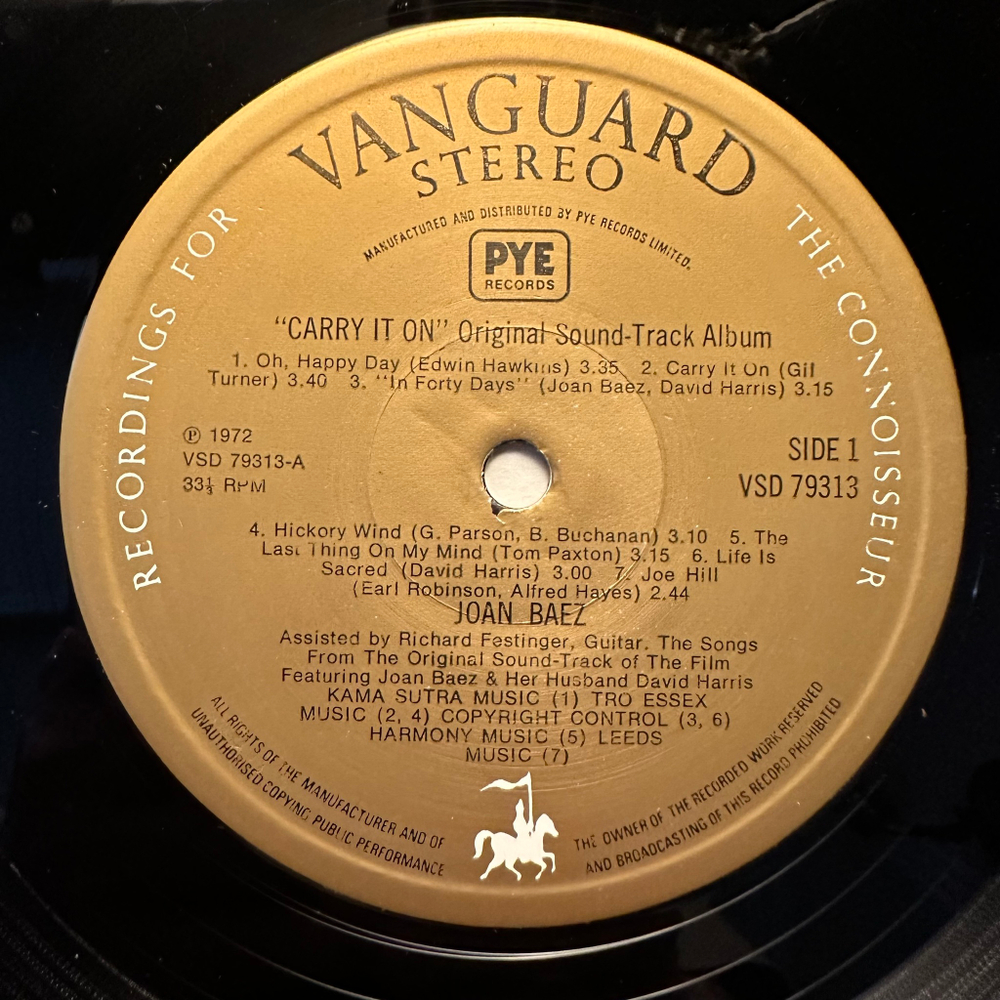 VANGUARD
STEREO
RECORDINGS FOR
THE CONNOISSEUR
MANUFACTURED AND DISTRIBUTED BY PYE RECORDS LIMITED.
PYE
RECORDS
"CARRY IT ON" Original Sound-Track Album
1. Oh, Happy Day (Edwin Hawkins) 3.35 2. Carry It On (Gil
Turner) 3.40 3. "In Forty Days" (Joan Baez, David Harris) 3.15
℗ 1972
VSD 79313-A
33⅓ RPM
SIDE 1
VSD 79313
4. Hickory Wind (G. Parson, B. Buchanan) 3.10 5. The
Last Thing On My Mind (Tom Paxton) 3.15 6. Life Is
Sacred (David Harris) 3.00 7. Joe Hill
(Earl Robinson, Alfred Hayes) 2.44
JOAN BAEZ
Assisted by Richard Festinger, Guitar. The Songs
From The Original Sound-Track of The Film
Featuring Joan Baez & Her Husband David Harris
KAMA SUTRA MUSIC (1) TRO ESSEX
MUSIC (2, 4) COPYRIGHT CONTROL (3, 6)
HARMONY MUSIC (5) LEEDS
MUSIC (7)
ALL RIGHTS OF THE MANUFACTURER AND OF
THE OWNER OF THE RECORDED WORK RESERVED
UNAUTHORISED COPYING PUBLIC PERFORMANCE
AND BROADCASTING OF THIS RECORD PROHIBITED